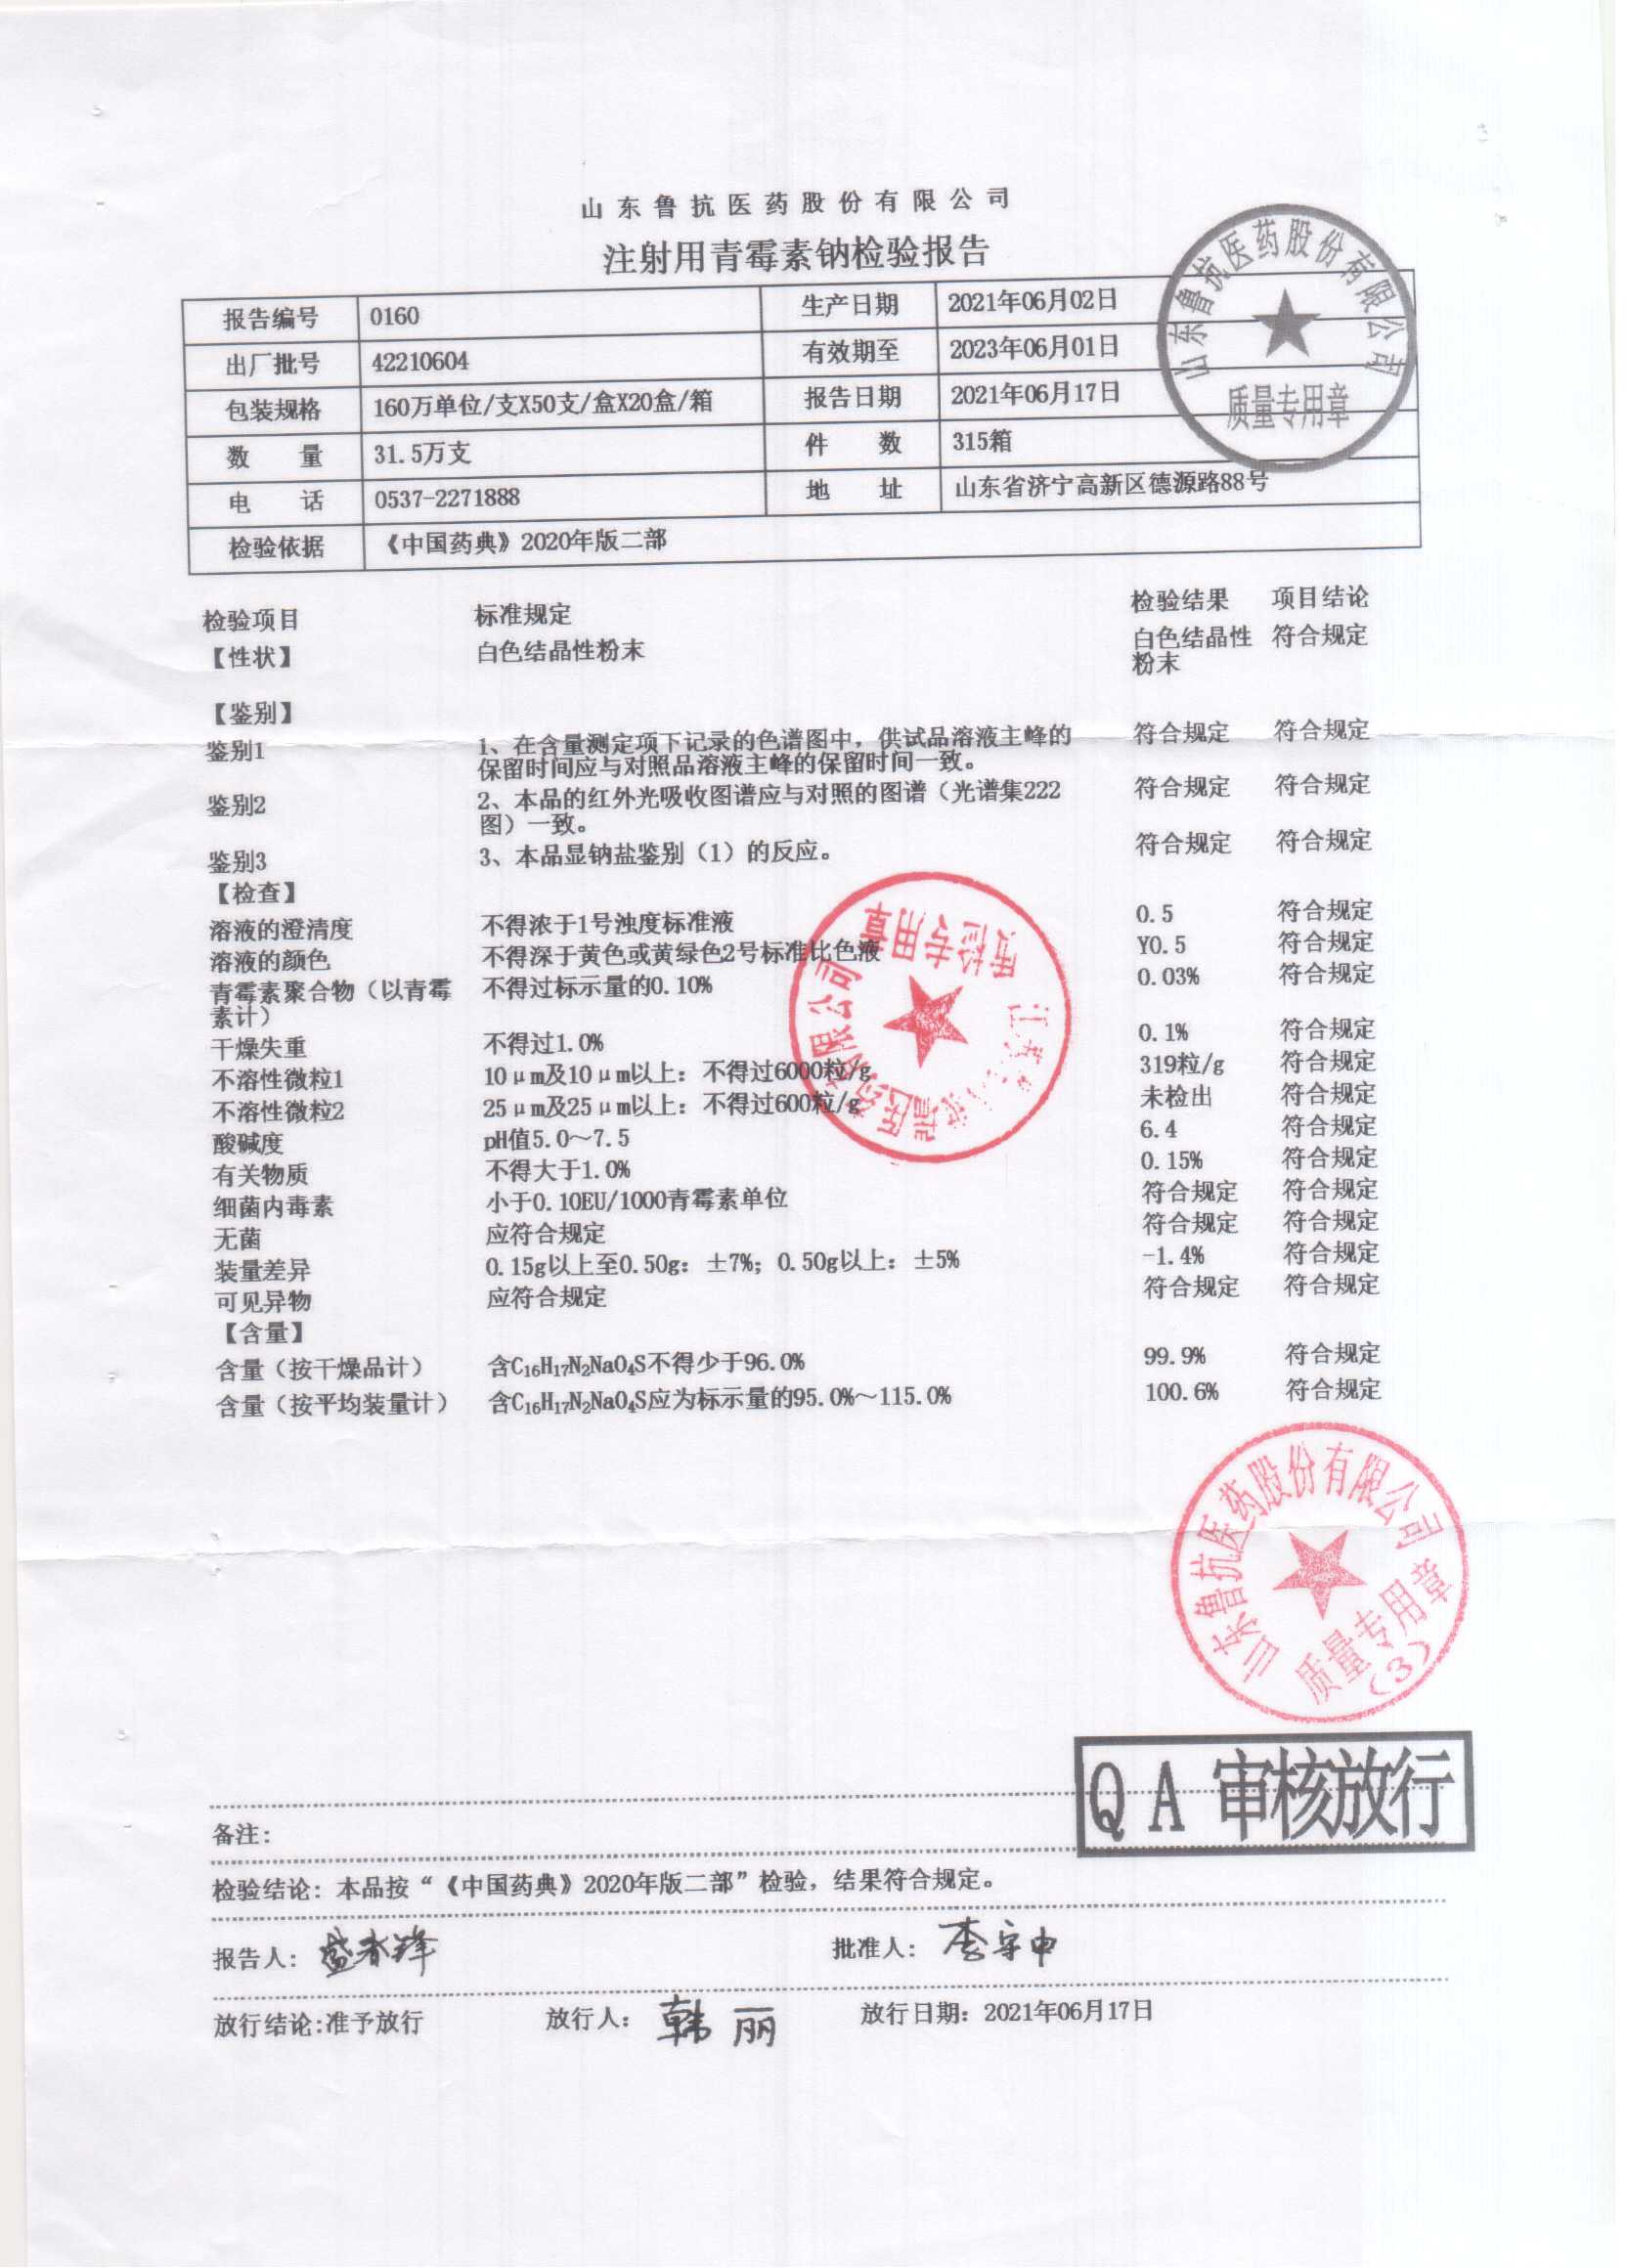 山东鲁抗医药股份有限公司
注射用青霉素钠检验报告
报告编号 0160 生产日期 2021年06月02日
出厂批号 42210604 有效期至 2023年06月01日
包装规格 160万单位/支X50支/盒X20盒/箱 报告日期 2021年06月17日
数 量 31.5万支 件 数 315箱
电 话 0537-2271888 地 址 山东省济宁高新区德源路88号
检验依据 《中国药典》2020年版二部
山东鲁抗医药股份有限公司
质量专用章
检验项目 标准规定 检验结果 项目结论
【性状】 白色结晶性粉末 白色结晶性 符合规定
粉末
【鉴别】
鉴别1 1、在含量测定项下记录的色谱图中，供试品溶液主峰的 符合规定 符合规定
保留时间应与对照品溶液主峰的保留时间一致。
鉴别2 2、本品的红外光吸收图谱应与对照的图谱（光谱集222 符合规定 符合规定
图）一致。
鉴别3 3、本品显钠盐鉴别（1）的反应。 符合规定 符合规定
【检查】
溶液的澄清度 不得浓于1号浊度标准液 0.5 符合规定
溶液的颜色 不得深于黄色或黄绿色2号标准比色液 Y0.5 符合规定
青霉素聚合物（以青霉 不得过标示量的0.10% 0.03% 符合规定
素计）
干燥失重 不得过1.0% 0.1% 符合规定
不溶性微粒1 10μm及10μm以上：不得过6000粒/g 319粒/g 符合规定
不溶性微粒2 25μm及25μm以上：不得过600粒/g 未检出 符合规定
酸碱度 pH值5.0～7.5 6.4 符合规定
有关物质 不得大于1.0% 0.15% 符合规定
细菌内毒素 小于0.10EU/1000青霉素单位 符合规定 符合规定
无菌 应符合规定 符合规定 符合规定
装量差异 0.15g以上至0.50g：±7%；0.50g以上：±5% -1.4% 符合规定
可见异物 应符合规定 符合规定 符合规定
【含量】
含量（按干燥品计） 含C₁₆H₁₇N₂NaO₄S不得少于96.0% 99.9% 符合规定
含量（按平均装量计） 含C₁₆H₁₇N₂NaO₄S应为标示量的95.0%～115.0% 100.6% 符合规定
质检专用章
山东鲁抗医药股份有限公司
质量专用章
(3)
QA 审核放行
备注：
检验结论：本品按“《中国药典》2020年版二部”检验，结果符合规定。
报告人： 批准人：李宇中
放行结论:准予放行 放行人：韩丽 放行日期：2021年06月17日